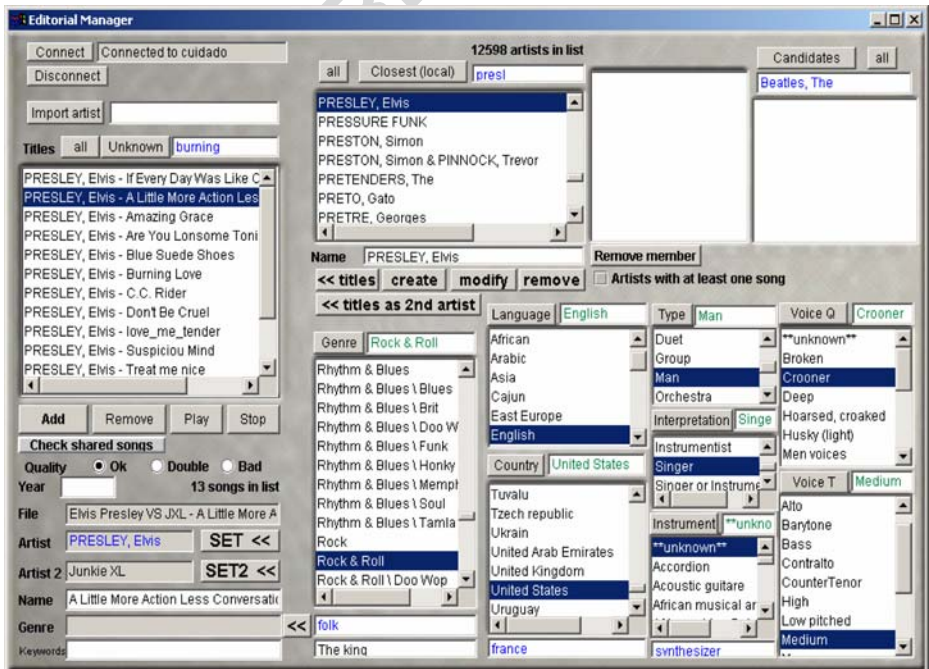 Editorial Manager
Connect Connected to cuidado
Disconnect
Import artist
Titles all Unknown burning
PRESLEY, Elvis - If Every Day Was Like C
PRESLEY, Elvis - A Little More Action Les
PRESLEY, Elvis - Amazing Grace
PRESLEY, Elvis - Are You Lonsome Toni
PRESLEY, Elvis - Blue Suede Shoes
PRESLEY, Elvis - Burning Love
PRESLEY, Elvis - C.C. Rider
PRESLEY, Elvis - Don't Be Cruel
PRESLEY, Elvis - love_me_tender
PRESLEY, Elvis - Suspiciou Mind
PRESLEY, Elvis - Treat me nice
Add Remove Play Stop
Check shared songs
Quality Ok Double Bad
Year 13 songs in list
File Elvis Presley VS JXL - A Little More A
Artist PRESLEY, Elvis SET <<
Artist 2 Junkie XL SET2 <<
Name A Little More Action Less Conversatio
Genre <<
Keywords
12598 artists in list
all Closest (local) presl
PRESLEY, Elvis
PRESSURE FUNK
PRESTON, Simon
PRESTON, Simon & PINNOCK, Trevor
PRETENDERS, The
PRETO, Gato
PRETRE, Georges
Name PRESLEY, Elvis
<< titles create modify remove
<< titles as 2nd artist
Candidates all
Beatles, The
Remove member
Artists with at least one song
Genre Rock & Roll
Rhythm & Blues
Rhythm & Blues \ Blues
Rhythm & Blues \ Brit
Rhythm & Blues \ Doo W
Rhythm & Blues \ Funk
Rhythm & Blues \ Honky
Rhythm & Blues \ Memph
Rhythm & Blues \ Soul
Rhythm & Blues \ Tamla
Rock
Rock & Roll
Rock & Roll \ Doo Wop
folk
The king
Language English
African
Arabic
Asia
Cajun
East Europe
English
Country United States
Tuvalu
Tzech republic
Ukrain
United Arab Emirates
United Kingdom
United States
Uruguay
france
Type Man
Duet
Group
Man
Orchestra
Interpretation Singe
Instrumentist
Singer
Singer or Instrume
Instrument **unkno
**unknown**
Accordion
Acoustic guitare
African musical ar
synthesizer
Voice Q Crooner
**unknown**
Broken
Crooner
Deep
Hoarsed, croaked
Husky (light)
Men voices
Voice T Medium
Alto
Barytone
Bass
Contralto
CounterTenor
High
Low pitched
Medium